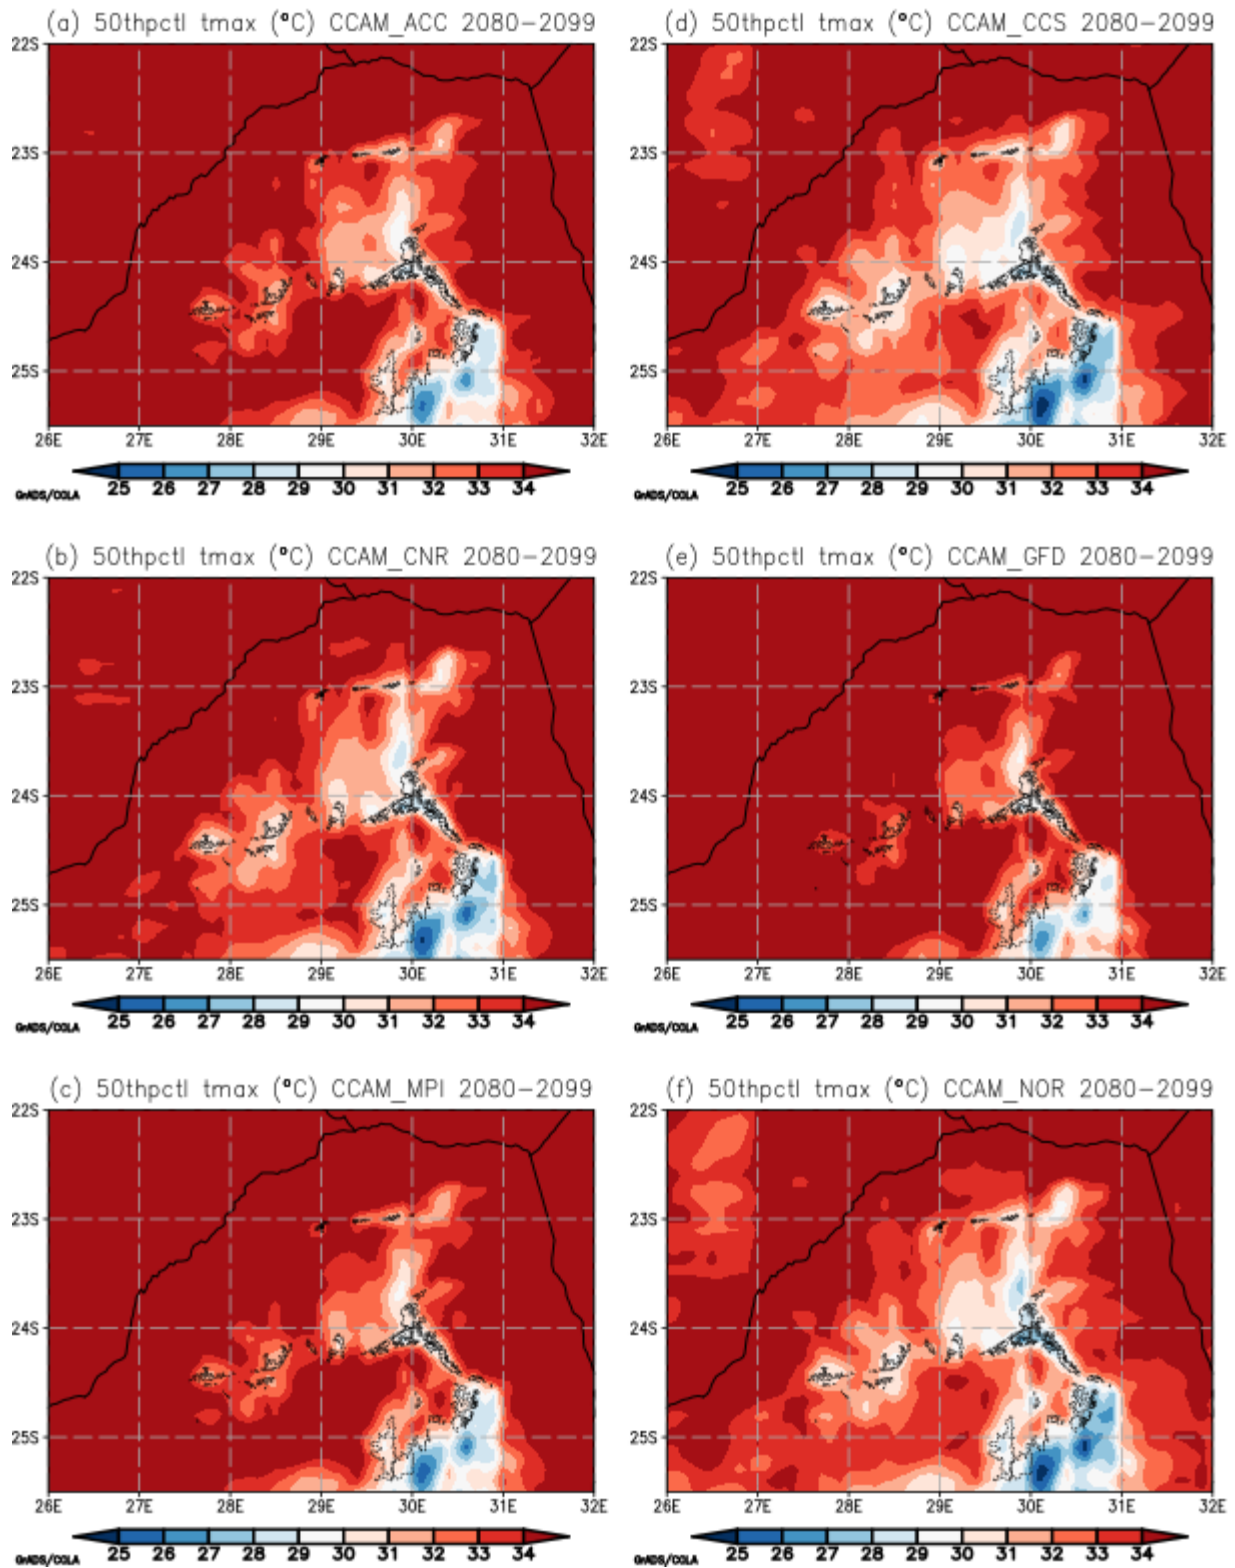 (a) 50thpctl tmax (°C) CCAM_ACC 2080-2099
22S
23S
24S
25S
26E 27E 28E 29E 30E 31E 32E
25 26 27 28 29 30 31 32 33 34
GrADS/COLA
(d) 50thpctl tmax (°C) CCAM_CCS 2080-2099
22S
23S
24S
25S
26E 27E 28E 29E 30E 31E 32E
25 26 27 28 29 30 31 32 33 34
GrADS/COLA
(b) 50thpctl tmax (°C) CCAM_CNR 2080-2099
22S
23S
24S
25S
26E 27E 28E 29E 30E 31E 32E
25 26 27 28 29 30 31 32 33 34
GrADS/COLA
(e) 50thpctl tmax (°C) CCAM_GFD 2080-2099
22S
23S
24S
25S
26E 27E 28E 29E 30E 31E 32E
25 26 27 28 29 30 31 32 33 34
GrADS/COLA
(c) 50thpctl tmax (°C) CCAM_MPI 2080-2099
22S
23S
24S
25S
26E 27E 28E 29E 30E 31E 32E
25 26 27 28 29 30 31 32 33 34
GrADS/COLA
(f) 50thpctl tmax (°C) CCAM_NOR 2080-2099
22S
23S
24S
25S
26E 27E 28E 29E 30E 31E 32E
25 26 27 28 29 30 31 32 33 34
GrADS/COLA